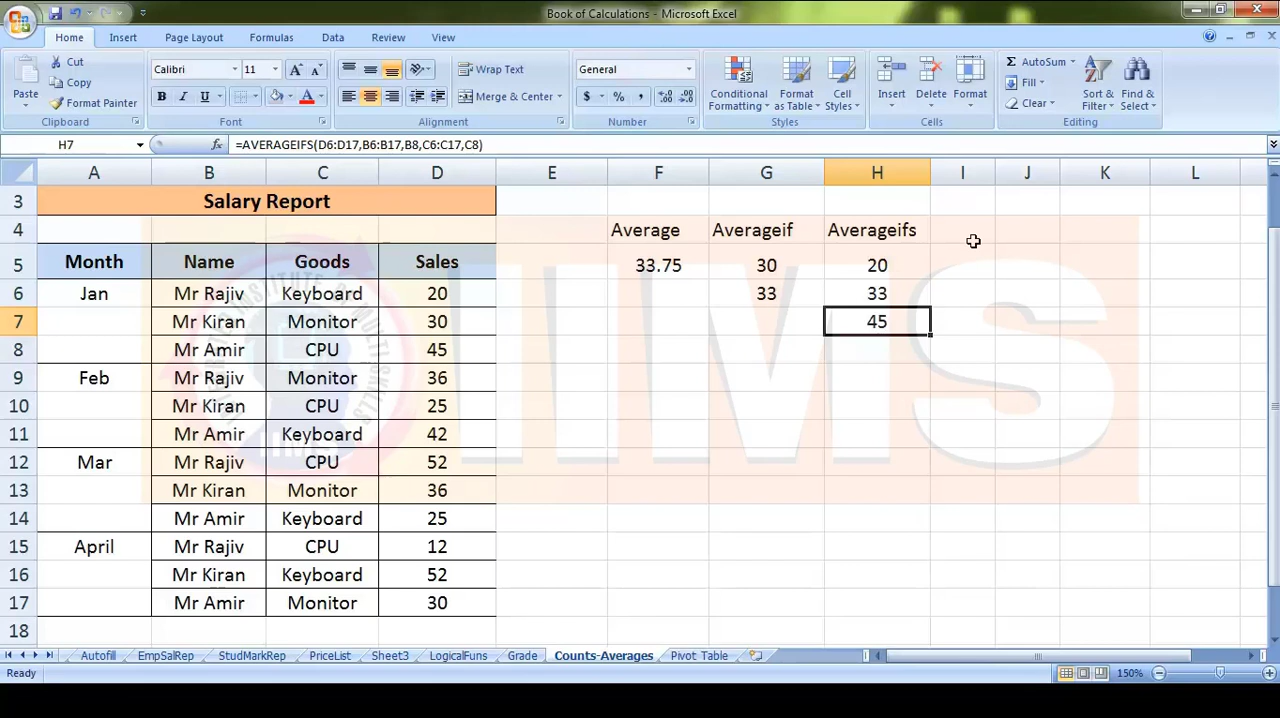 Book of Calculations - Microsoft Excel
Home Insert Page Layout Formulas Data Review View
Paste Cut Calibri 11 Wrap Text General Conditional Formatting Format as Table Cell Styles Insert Delete Format AutoSum Sort & Filter Find & Select
Copy Fill
Format Painter B I U A Merge & Center $ % , Clear
Clipboard Font Alignment Number Styles Cells Editing
H7 fx =AVERAGEIFS(D6:D17,B6:B17,B8,C6:C17,C8)
A B C D E F G H I J K L
3 Salary Report
4 Average Averageif Averageifs
5 Month Name Goods Sales 33.75 30 20
6 Jan Mr Rajiv Keyboard 20 33 33
7 Mr Kiran Monitor 30 45
8 Mr Amir CPU 45
9 Feb Mr Rajiv Monitor 36
10 Mr Kiran CPU 25
11 Mr Amir Keyboard 42
12 Mar Mr Rajiv CPU 52
13 Mr Kiran Monitor 36
14 Mr Amir Keyboard 25
15 April Mr Rajiv CPU 12
16 Mr Kiran Keyboard 52
17 Mr Amir Monitor 30
18
IIMS
Autofill EmpSalRep StudMarkRep PriceList Sheet3 LogicalFuns Grade Counts-Averages Pivot Table
Ready 150%